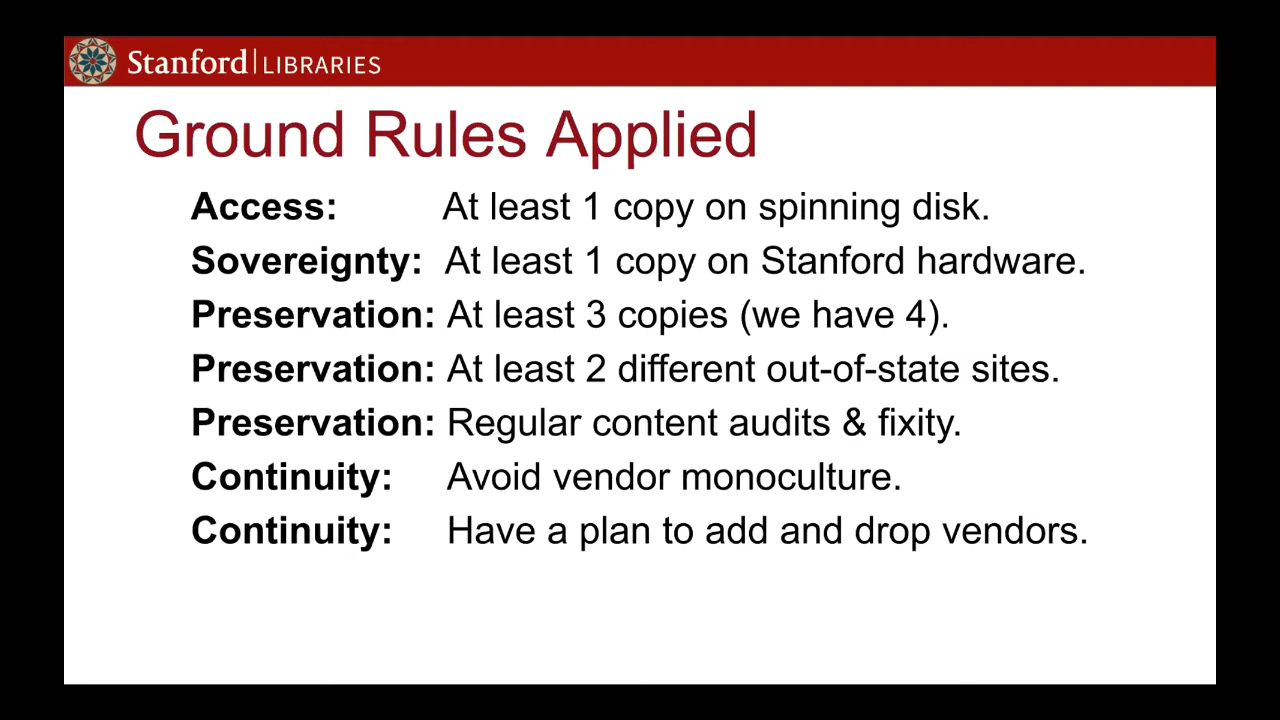 Stanford LIBRARIES
Ground Rules Applied
Access: At least 1 copy on spinning disk.
Sovereignty: At least 1 copy on Stanford hardware.
Preservation: At least 3 copies (we have 4).
Preservation: At least 2 different out-of-state sites.
Preservation: Regular content audits & fixity.
Continuity: Avoid vendor monoculture.
Continuity: Have a plan to add and drop vendors.